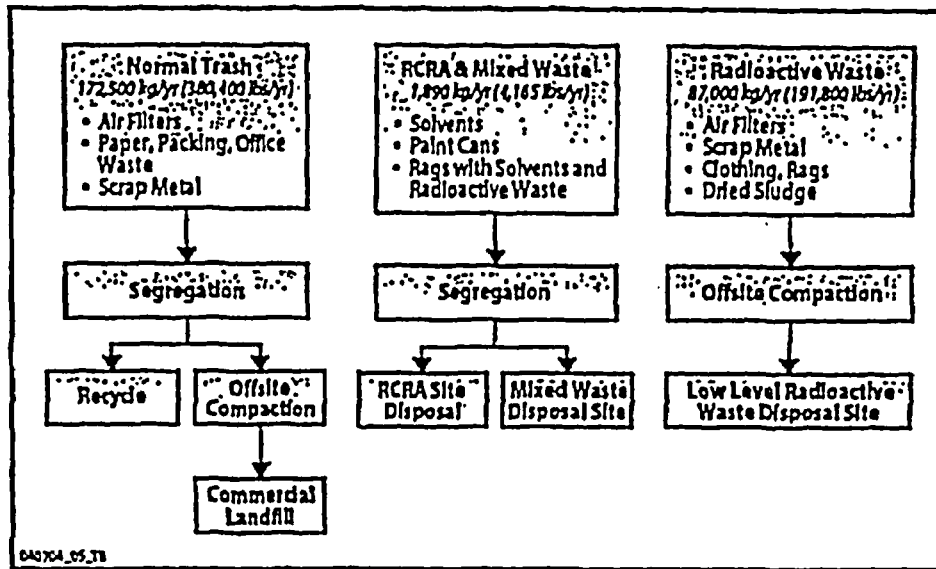 Normal Trash
172,500 kg/yr (380,400 lbs/yr)
• Air Filters
• Paper, Packing, Office
Waste
• Scrap Metal
RCRA & Mixed Waste
1,890 kg/yr (4,165 lbs/yr)
• Solvents
• Paint Cans
• Rags with Solvents and
Radioactive Waste
Radioactive Waste
87,000 kg/yr (191,800 lbs/yr)
• Air Filters
• Scrap Metal
• Clothing, Rags
• Dried Sludge
Segregation
Segregation
Offsite Compaction
Recycle
Offsite
Compaction
RCRA Site
Disposal
Mixed Waste
Disposal Site
Low Level Radioactive
Waste Disposal Site
Commercial
Landfill